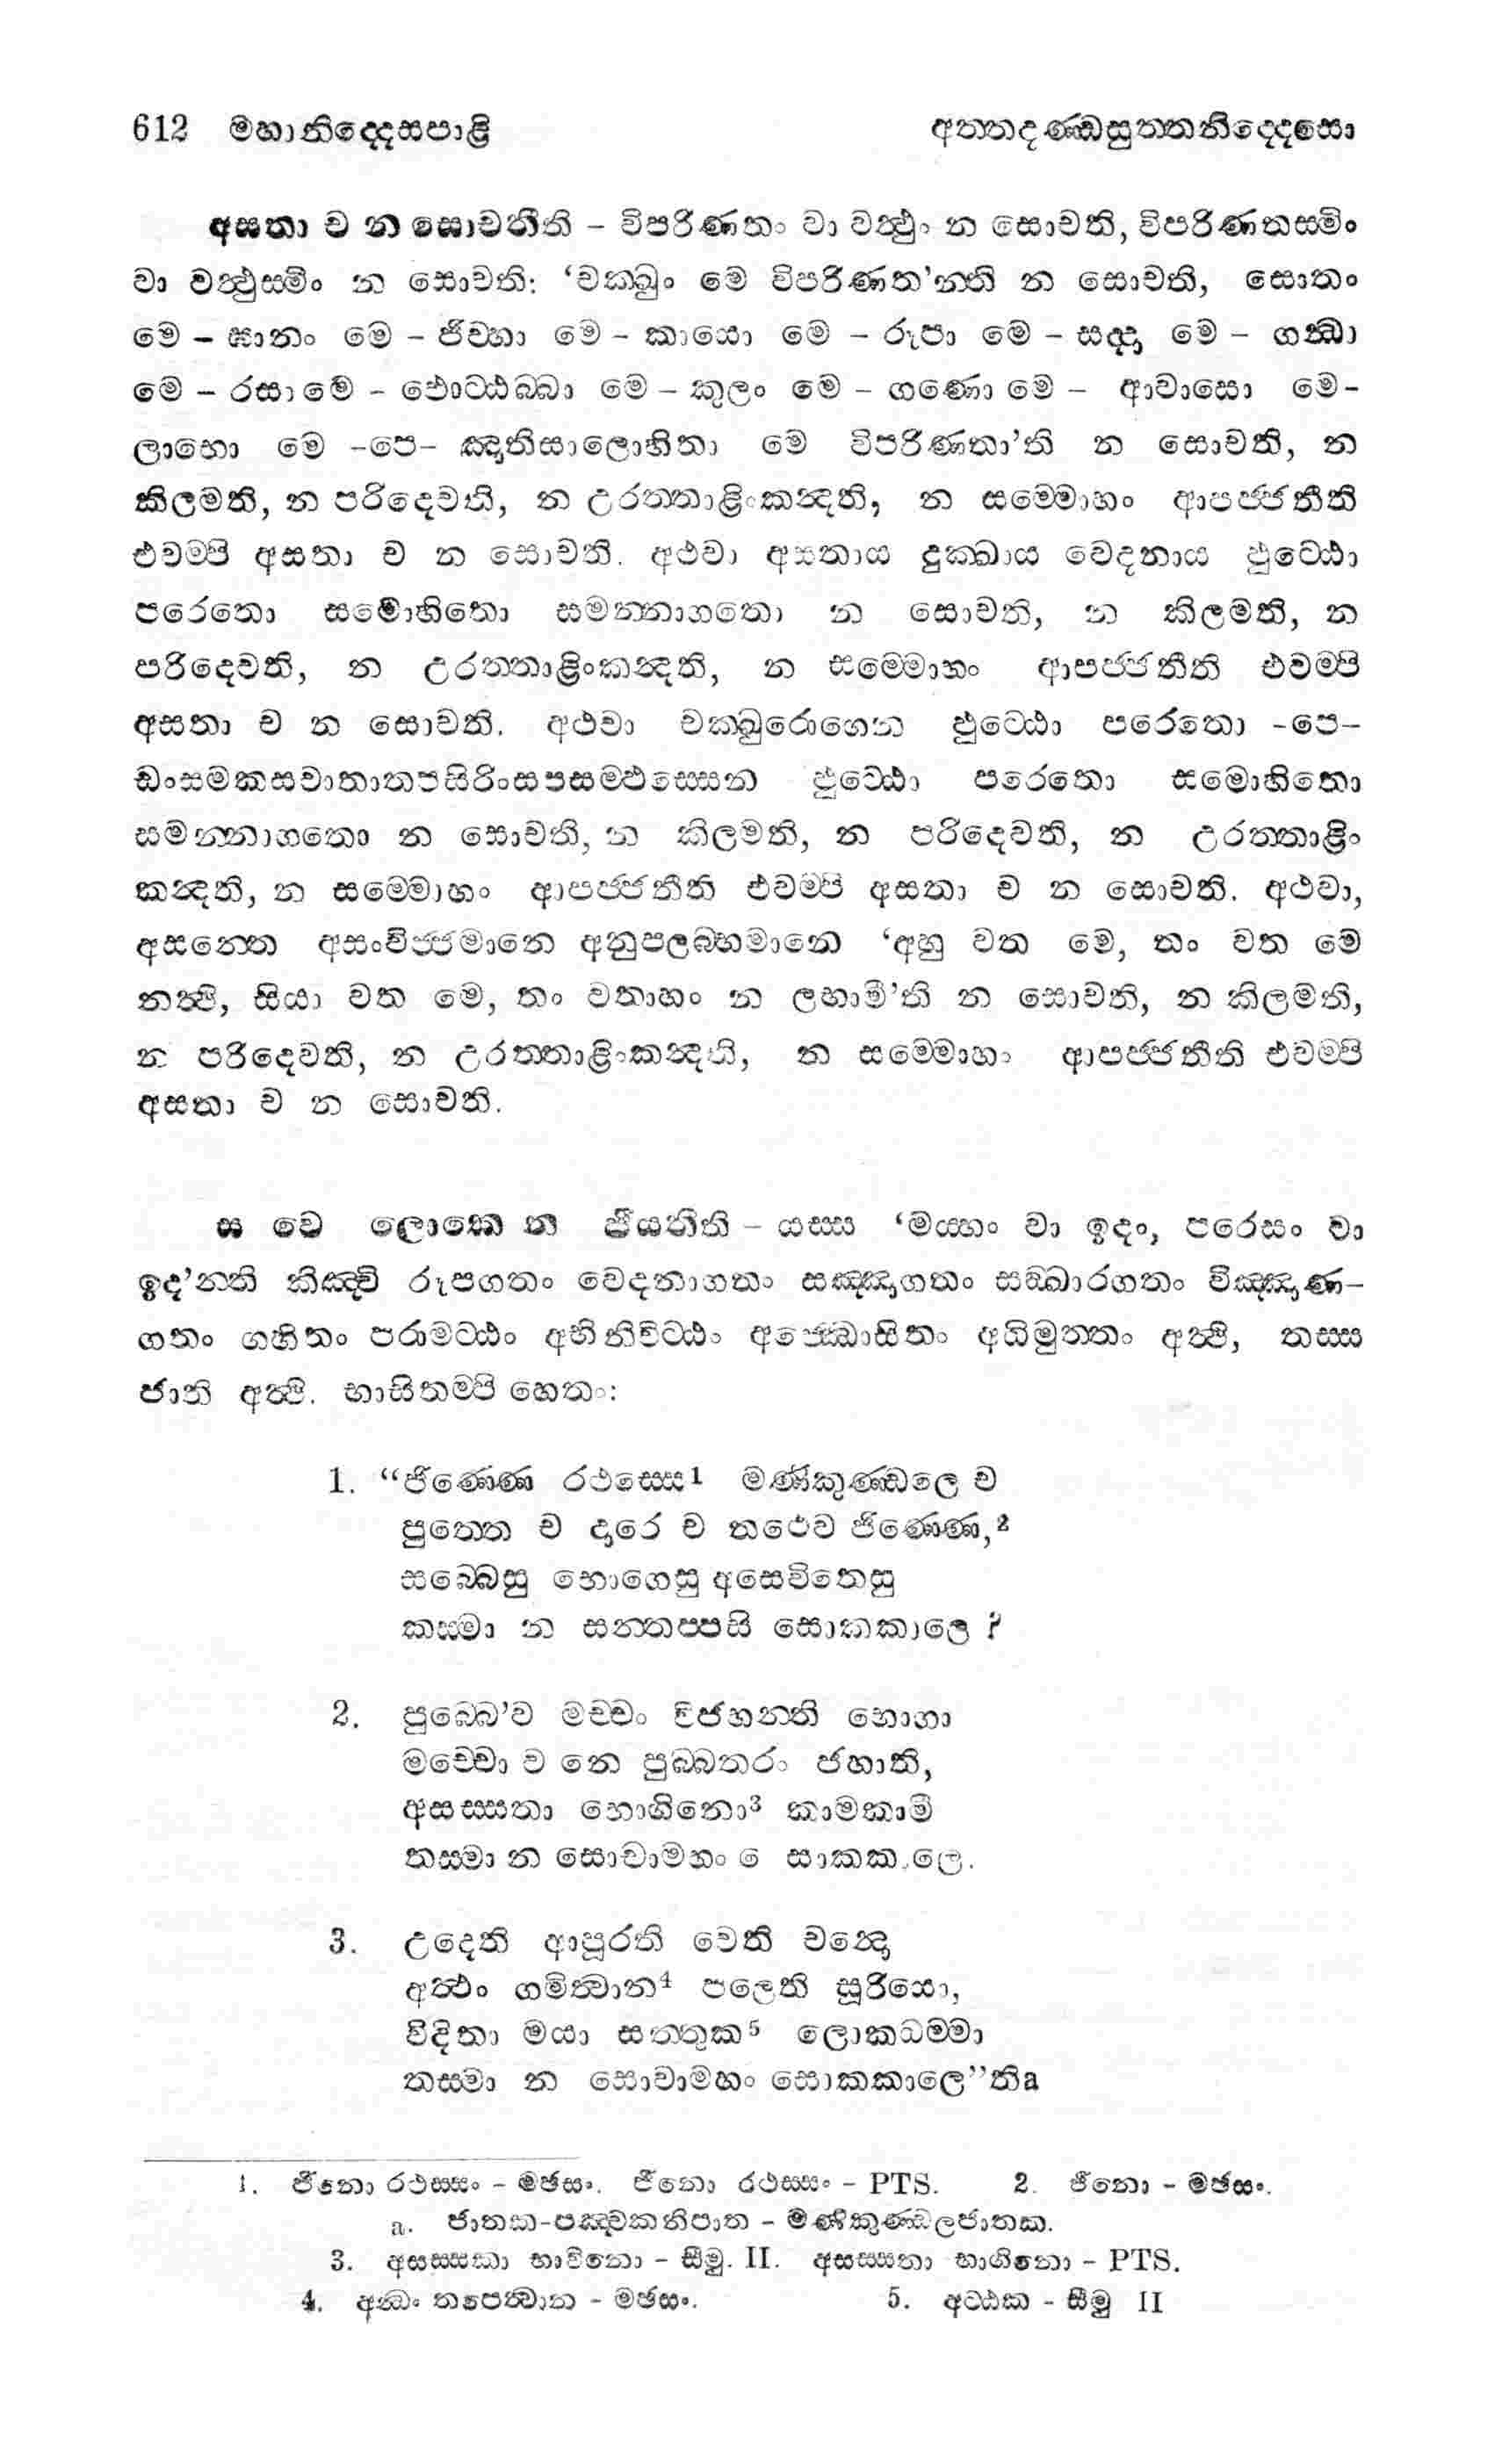 612 මහානිද්දෙසපාළි
අත්තදණ්ඩසුත්තනිද්දෙසො
අසතා ච න සොචතීති – විපරිණතං වා වත්ථුං න සොචති, විපරිණතස්මිං
වා වත්ථුස්මිං න සොචති: ‘චක්ඛුං මෙ විපරිණත’න්ති න සොචති, සොතං
මෙ – ඝානං මෙ – ජිව්හා මෙ – කායො මෙ – රූපා මෙ – සද්දා මෙ – ගන්ධා
මෙ – රසා මෙ – ඵොට්ඨබ්බා මෙ – කුලං මෙ – ගණො මෙ – ආවාසො මෙ–
ලාභො මෙ –පෙ– ඤාතිසාලොහිතා මෙ විපරිණතා’ති න සොචති, න
කිලමති, න පරිදෙවති, න උරත්තාළිංකන්දති, න සම්මොහං ආපජ්ජතීති
එවම්පි අසතා ච න සොචති. අථවා අසතාය දුක්ඛාය වෙදනාය ඵුට්ඨො
පරෙතො සමොහිතො සමන්නාගතො න සොචති, න කිලමති, න
පරිදෙවති, න උරත්තාළිංකන්දති, න සම්මොහං ආපජ්ජතීති එවම්පි
අසතා ච න සොචති. අථවා චක්ඛුරොගෙන ඵුට්ඨො පරෙතො –පෙ–
ඩංසමකසවාතාතපසිරිංසපසම්ඵස්සෙන ඵුට්ඨො පරෙතො සමොහිතො
සමන්නාගතො න සොචති, න කිලමති, න පරිදෙවති, න උරත්තාළිං
කන්දති, න සම්මොහං ආපජ්ජතීති එවම්පි අසතා ච න සොචති. අථවා,
අසන්තෙ අසංවිජ්ජමානෙ අනුපලබ්භමානෙ ‘අහු වත මෙ, තං වත මෙ
නත්ථි, සියා වත මෙ, තං වතාහං න ලභාමී’ති න සොචති, න කිලමති,
න පරිදෙවති, න උරත්තාළිංකන්දති, න සම්මොහං ආපජ්ජතීති එවම්පි
අසතා ච න සොචති.
ස වෙ ලොකෙ න ජීයතීති – යස්ස ‘මය්හං වා ඉදං, පරෙසං වා
ඉද’න්ති කිඤ්චි රූපගතං වෙදනාගතං සඤ්ඤාගතං සඞ්ඛාරගතං විඤ්ඤාණ–
ගතං ගහිතං පරාමට්ඨං අභිනිවිට්ඨං අජ්ඣොසිතං අධිමුත්තං අත්ථි, තස්ස
ජානි අත්ථි. භාසිතම්පි හෙතං:
1. “ජිණ්ණෙ රථස්සෙ1 මණිකුණ්ඩලෙ ච
පුත්තෙ ච දාරෙ ච තථෙව ජිණ්ණෙ,2
සබ්බෙසු භොගෙසු අසෙවිතෙසු
කස්මා න සන්තප්පසි සොකකාලෙ ?
2. පුබ්බෙ’ව මච්චං විජහන්ති භොගා
මච්චො ව නෙ පුබ්බතරං ජහාති,
අසස්සතා භොගිනො3 කාමකාමී
තස්මා න සොචාමහං සොකකාලෙ.
3. උදෙති ආපූරති වෙති චන්දො
අත්ථං ගමිත්වාන4 පලෙති සූරියො,
විදිතා මයා සත්තුක5 ලොකධම්මා
තස්මා න සොචාමහං සොකකාලෙ”තිa
1. ජීනො රථස්සං – මඡසං. ජීනො රථස්සං – PTS. 2. ජීනො – මඡසං.
a. ජාතක-පඤ්චකනිපාත – මණිකුණ්ඩලජාතක.
3. අසස්සකා භාවිනො – සීමු. II. අසස්සතා භාගිනො – PTS.
4. අන්ධං තපෙත්වාන – මඡසං. 5. අට්ඨක – සීමු II